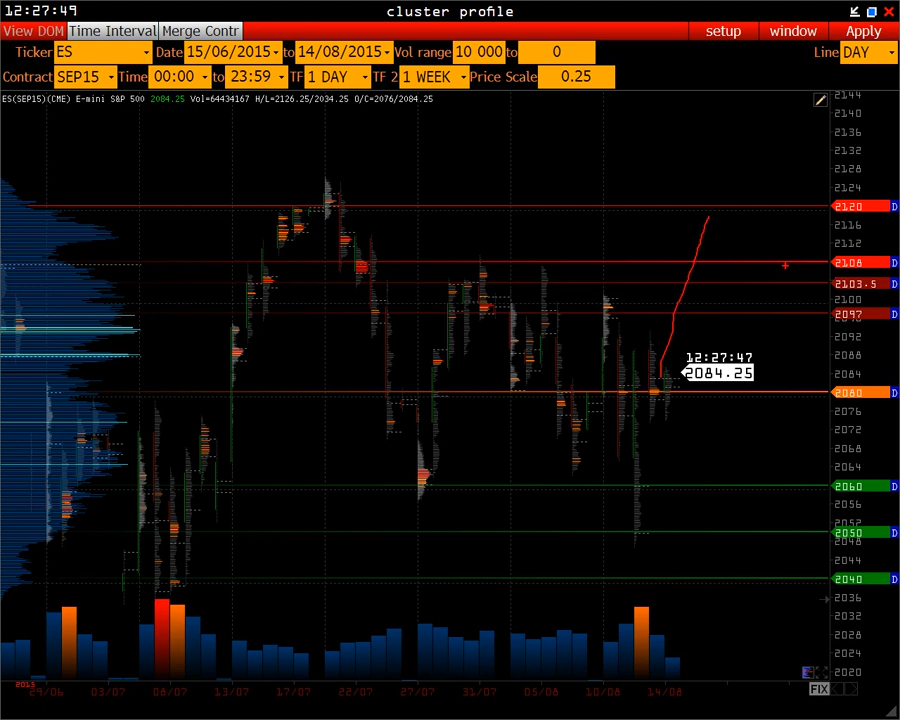 12:27:49 cluster profile
View DOM Time Interval Merge Contr setup window Apply
Ticker ES Date 15/06/2015 to 14/08/2015 Vol range 10 000 to 0 Line DAY
Contract SEP15 Time 00:00 to 23:59 TF 1 DAY TF 2 1 WEEK Price Scale 0.25
ES(SEP15)(CME) E-mini S&P 500 2084.25 Vol=64434167 H/L=2126.25/2034.25 O/C=2076/2084.25
2144
2140
2136
2132
2128
2124
2120 D
2116
2112
2108 D
2103.5 D
2100
2097 D
2092
2088
12:27:47
2084.25
2084
2080 D
2076
2072
2068
2064
2060 D
2056
2052
2050 D
2048
2044
2040 D
2036
2032
2028
2024
2020
2015
29/06 03/07 08/07 13/07 17/07 22/07 27/07 31/07 05/08 10/08 14/08 FIX